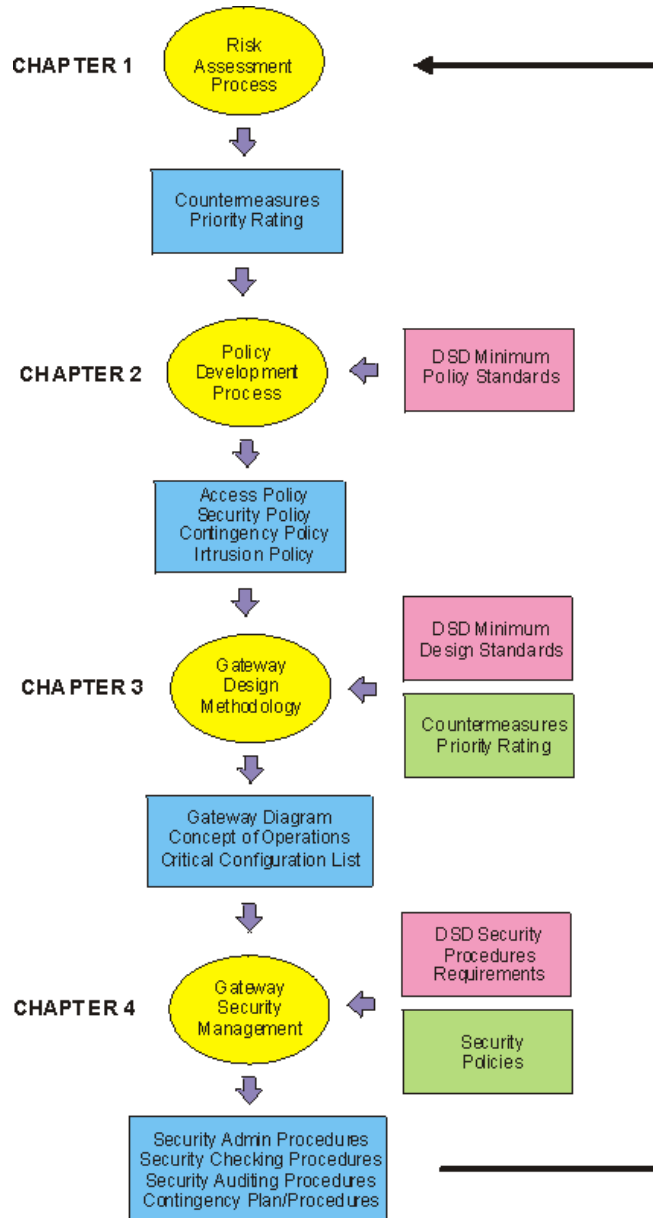 CHAPTER 1
Risk
Assessment
Process
Countermeasures
Priority Rating
CHAPTER 2
Policy
Development
Process
DSD Minimum
Policy Standards
Access Policy
Security Policy
Contingency Policy
Irtrusion Policy
CHAPTER 3
Gateway
Design
Methodology
DSD Minimum
Design Standards
Countermeasures
Priority Rating
Gateway Diagram
Concept of Operations
Critical Configuration List
CHAPTER 4
Gateway
Security
Management
DSD Security
Procedures
Requirements
Security
Policies
Security Admin Procedures
Security Checking Procedures
Security Auditing Procedures
Contingency Plan/Procedures